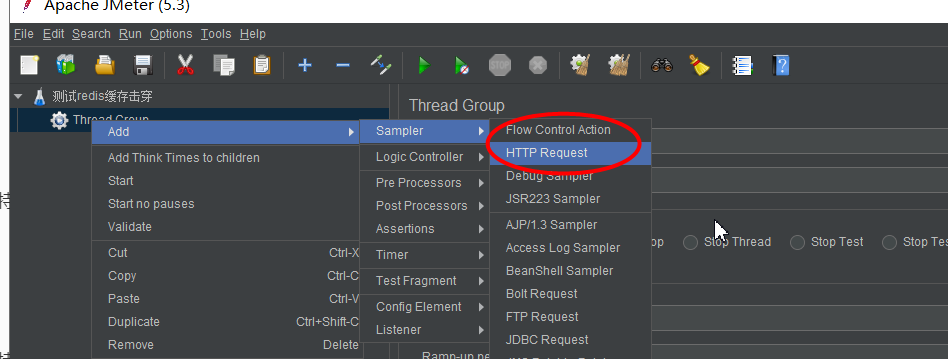 Apache JMeter (5.3)
File Edit Search Run Options Tools Help
测试redis缓存击穿
Thread Group
Thread Group
Add
Add Think Times to children
Start
Start no pauses
Validate
Cut Ctrl-X
Copy Ctrl-C
Paste Ctrl-V
Duplicate Ctrl+Shift-C
Remove Delete
Sampler
Logic Controller
Pre Processors
Post Processors
Assertions
Timer
Test Fragment
Config Element
Listener
Flow Control Action
HTTP Request
Debug Sampler
JSR223 Sampler
AJP/1.3 Sampler
Access Log Sampler
BeanShell Sampler
Bolt Request
FTP Request
JDBC Request
Stop Thread
Stop Test
Stop Tes
Ramp-up pe